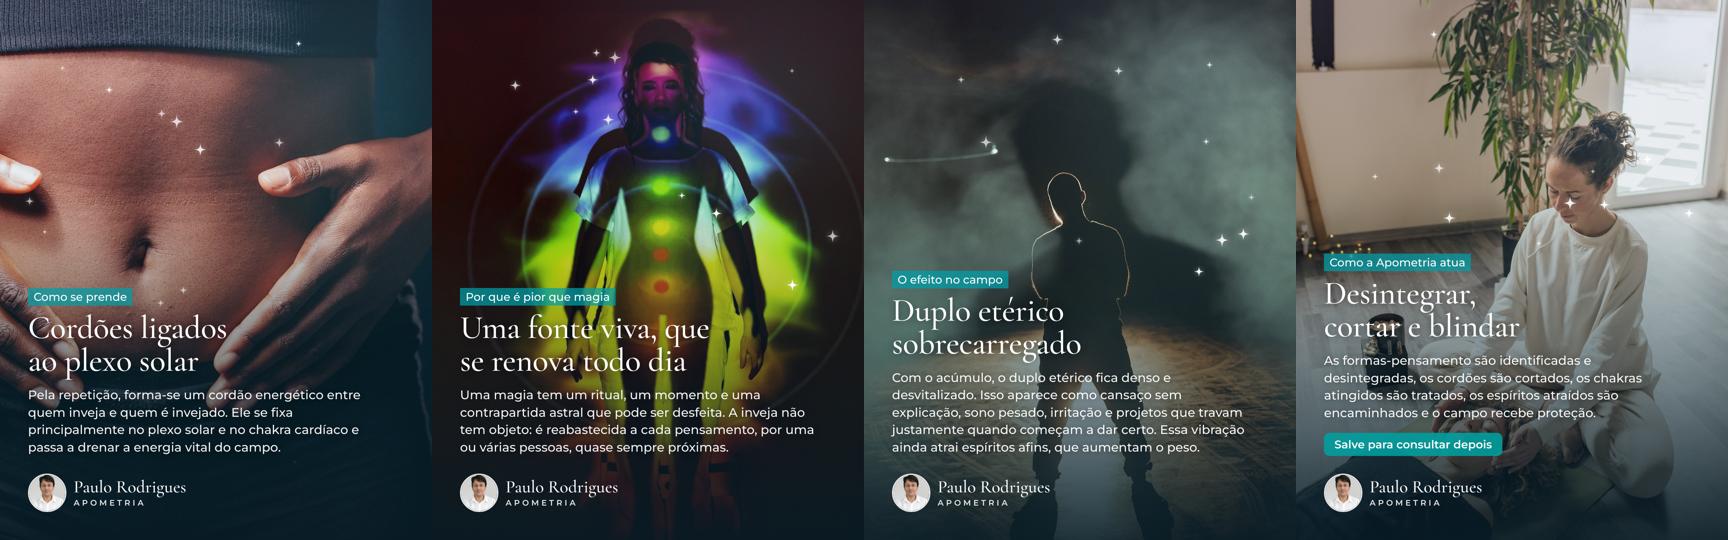 Como se prende
Cordões ligados
ao plexo solar
Pela repetição, forma-se um cordão energético entre
quem inveja e quem é invejado. Ele se fixa
principalmente no plexo solar e no chakra cardíaco e
passa a drenar a energia vital do campo.
Paulo Rodrigues
APOMETRIA
Por que é pior que magia
Uma fonte viva, que
se renova todo dia
Uma magia tem um ritual, um momento e uma
contrapartida astral que pode ser desfeita. A inveja não
tem objeto: é reabastecida a cada pensamento, por uma
ou várias pessoas, quase sempre próximas.
Paulo Rodrigues
APOMETRIA
O efeito no campo
Duplo etérico
sobrecarregado
Com o acúmulo, o duplo etérico fica denso e
desvitalizado. Isso aparece como cansaço sem
explicação, sono pesado, irritação e projetos que travam
justamente quando começam a dar certo. Essa vibração
ainda atrai espíritos afins, que aumentam o peso.
Paulo Rodrigues
APOMETRIA
Como a Apometria atua
Desintegrar,
cortar e blindar
As formas-pensamento são identificadas e
desintegradas, os cordões são cortados, os chakras
atingidos são tratados, os espíritos atraídos são
encaminhados e o campo recebe proteção.
Salve para consultar depois
Paulo Rodrigues
APOMETRIA